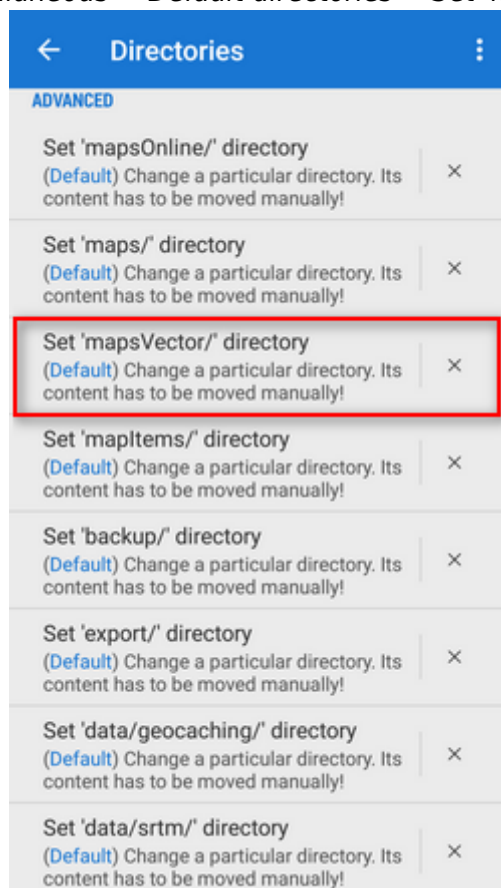 Directories
ADVANCED
Set 'mapsOnline/' directory
(Default) Change a particular directory. Its
content has to be moved manually!
Set 'maps/' directory
(Default) Change a particular directory. Its
content has to be moved manually!
Set 'mapsVector/' directory
(Default) Change a particular directory. Its
content has to be moved manually!
Set 'mapItems/' directory
(Default) Change a particular directory. Its
content has to be moved manually!
Set 'backup/' directory
(Default) Change a particular directory. Its
content has to be moved manually!
Set 'export/' directory
(Default) Change a particular directory. Its
content has to be moved manually!
Set 'data/geocaching/' directory
(Default) Change a particular directory. Its
content has to be moved manually!
Set 'data/srtm/' directory
(Default) Change a particular directory. Its
content has to be moved manually!